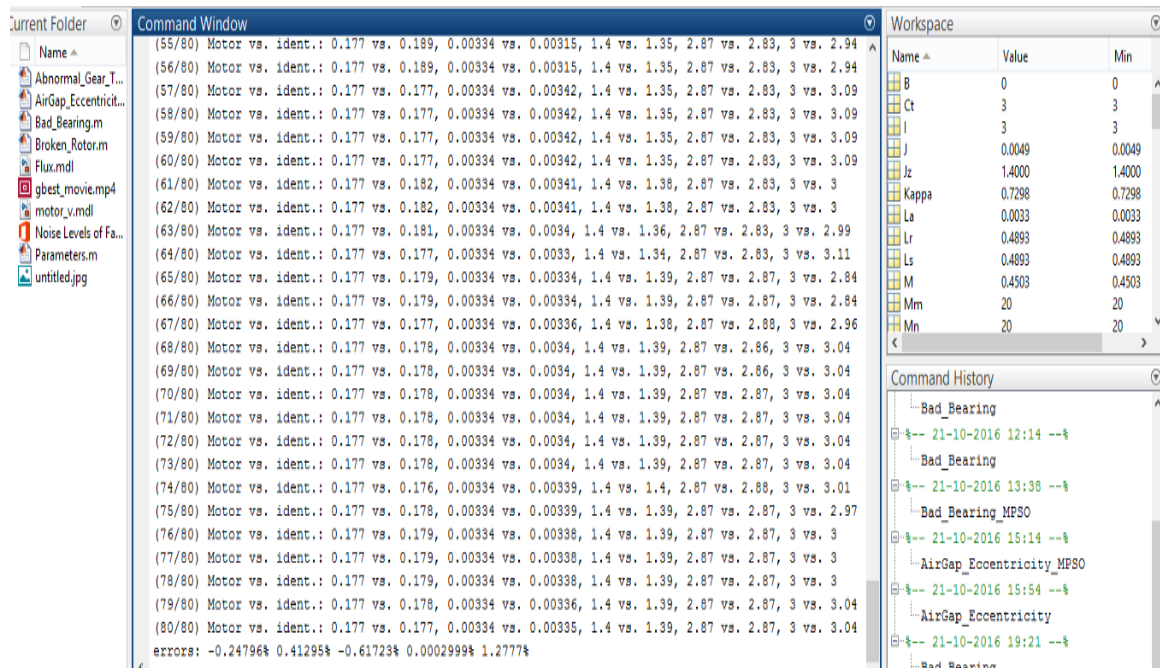 Current Folder
Name
Abnormal_Gear_T...
AirGap_Eccentricit...
Bad_Bearing.m
Broken_Rotor.m
Flux.mdl
gbest_movie.mp4
motor_v.mdl
Noise Levels of Fa...
Parameters.m
untitled.jpg
Command Window
(55/80) Motor vs. ident.: 0.177 vs. 0.189, 0.00334 vs. 0.00315, 1.4 vs. 1.35, 2.87 vs. 2.83, 3 vs. 2.94
(56/80) Motor vs. ident.: 0.177 vs. 0.189, 0.00334 vs. 0.00315, 1.4 vs. 1.35, 2.87 vs. 2.83, 3 vs. 2.94
(57/80) Motor vs. ident.: 0.177 vs. 0.177, 0.00334 vs. 0.00342, 1.4 vs. 1.35, 2.87 vs. 2.83, 3 vs. 3.09
(58/80) Motor vs. ident.: 0.177 vs. 0.177, 0.00334 vs. 0.00342, 1.4 vs. 1.35, 2.87 vs. 2.83, 3 vs. 3.09
(59/80) Motor vs. ident.: 0.177 vs. 0.177, 0.00334 vs. 0.00342, 1.4 vs. 1.35, 2.87 vs. 2.83, 3 vs. 3.09
(60/80) Motor vs. ident.: 0.177 vs. 0.177, 0.00334 vs. 0.00342, 1.4 vs. 1.35, 2.87 vs. 2.83, 3 vs. 3.09
(61/80) Motor vs. ident.: 0.177 vs. 0.182, 0.00334 vs. 0.00341, 1.4 vs. 1.38, 2.87 vs. 2.83, 3 vs. 3
(62/80) Motor vs. ident.: 0.177 vs. 0.182, 0.00334 vs. 0.00341, 1.4 vs. 1.38, 2.87 vs. 2.83, 3 vs. 3
(63/80) Motor vs. ident.: 0.177 vs. 0.181, 0.00334 vs. 0.0034, 1.4 vs. 1.36, 2.87 vs. 2.83, 3 vs. 2.99
(64/80) Motor vs. ident.: 0.177 vs. 0.177, 0.00334 vs. 0.0033, 1.4 vs. 1.34, 2.87 vs. 2.83, 3 vs. 3.11
(65/80) Motor vs. ident.: 0.177 vs. 0.179, 0.00334 vs. 0.00334, 1.4 vs. 1.39, 2.87 vs. 2.87, 3 vs. 2.84
(66/80) Motor vs. ident.: 0.177 vs. 0.179, 0.00334 vs. 0.00334, 1.4 vs. 1.39, 2.87 vs. 2.87, 3 vs. 2.84
(67/80) Motor vs. ident.: 0.177 vs. 0.177, 0.00334 vs. 0.00336, 1.4 vs. 1.38, 2.87 vs. 2.88, 3 vs. 2.96
(68/80) Motor vs. ident.: 0.177 vs. 0.178, 0.00334 vs. 0.0034, 1.4 vs. 1.39, 2.87 vs. 2.86, 3 vs. 3.04
(69/80) Motor vs. ident.: 0.177 vs. 0.178, 0.00334 vs. 0.0034, 1.4 vs. 1.39, 2.87 vs. 2.86, 3 vs. 3.04
(70/80) Motor vs. ident.: 0.177 vs. 0.178, 0.00334 vs. 0.0034, 1.4 vs. 1.39, 2.87 vs. 2.87, 3 vs. 3.04
(71/80) Motor vs. ident.: 0.177 vs. 0.178, 0.00334 vs. 0.0034, 1.4 vs. 1.39, 2.87 vs. 2.87, 3 vs. 3.04
(72/80) Motor vs. ident.: 0.177 vs. 0.178, 0.00334 vs. 0.0034, 1.4 vs. 1.39, 2.87 vs. 2.87, 3 vs. 3.04
(73/80) Motor vs. ident.: 0.177 vs. 0.178, 0.00334 vs. 0.0034, 1.4 vs. 1.39, 2.87 vs. 2.87, 3 vs. 3.04
(74/80) Motor vs. ident.: 0.177 vs. 0.176, 0.00334 vs. 0.00339, 1.4 vs. 1.4, 2.87 vs. 2.88, 3 vs. 3.01
(75/80) Motor vs. ident.: 0.177 vs. 0.178, 0.00334 vs. 0.00339, 1.4 vs. 1.39, 2.87 vs. 2.87, 3 vs. 2.97
(76/80) Motor vs. ident.: 0.177 vs. 0.179, 0.00334 vs. 0.00338, 1.4 vs. 1.39, 2.87 vs. 2.87, 3 vs. 3
(77/80) Motor vs. ident.: 0.177 vs. 0.179, 0.00334 vs. 0.00338, 1.4 vs. 1.39, 2.87 vs. 2.87, 3 vs. 3
(78/80) Motor vs. ident.: 0.177 vs. 0.179, 0.00334 vs. 0.00338, 1.4 vs. 1.39, 2.87 vs. 2.87, 3 vs. 3
(79/80) Motor vs. ident.: 0.177 vs. 0.178, 0.00334 vs. 0.00336, 1.4 vs. 1.39, 2.87 vs. 2.87, 3 vs. 3.04
(80/80) Motor vs. ident.: 0.177 vs. 0.177, 0.00334 vs. 0.00335, 1.4 vs. 1.39, 2.87 vs. 2.87, 3 vs. 3.04
errors: -0.24796% 0.41295% -0.61723% 0.0002999% 1.2777%
Workspace
Name Value Min
B 0 0
Ct 3 3
I 3 3
J 0.0049 0.0049
Jz 1.4000 1.4000
Kappa 0.7298 0.7298
La 0.0033 0.0033
Lr 0.4893 0.4893
Ls 0.4893 0.4893
M 0.4503 0.4503
Mm 20 20
Mn 20 20
Command History
Bad_Bearing
%-- 21-10-2016 12:14 --%
Bad_Bearing
%-- 21-10-2016 13:38 --%
Bad_Bearing_MPSO
%-- 21-10-2016 15:14 --%
AirGap_Eccentricity_MPSO
%-- 21-10-2016 15:54 --%
AirGap_Eccentricity
%-- 21-10-2016 19:21 --%
Bad_Bearing